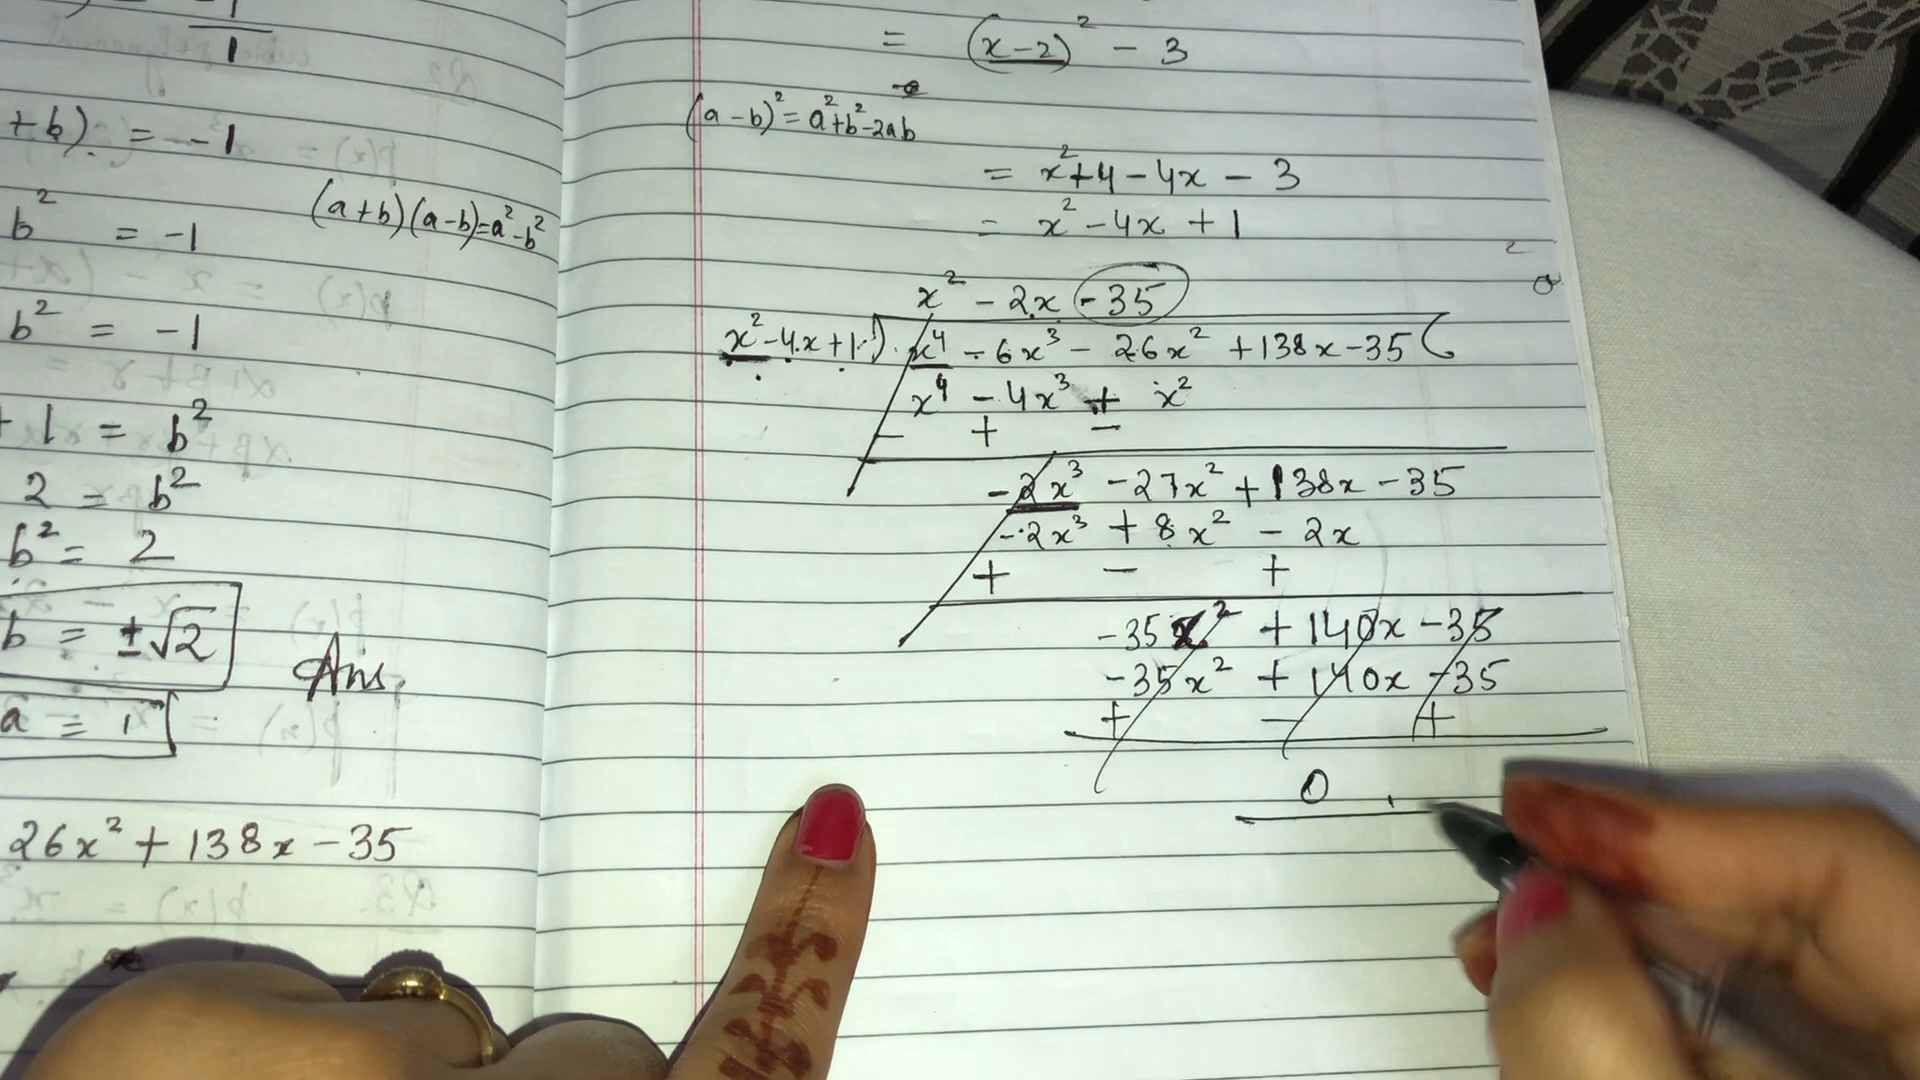 -1
1
+ b) = -1
b² = -1
(a+b)(a-b)=a²-b²
b² = -1
+ 1 = b²
2 = b²
b² = 2
b = ±√2
Ans.
a = 1
26x² + 138x - 35
= (x-2)² - 3
(a-b)² = a²+b²-2ab
= x²+4-4x-3
= x²-4x+1
x² - 2x - 35
x²-4x+1) x⁴ - 6x³ - 26x² + 138x - 35 (
x⁴ - 4x³ + x²
- + -
-2x³ - 27x² + 138x - 35
-2x³ + 8x² - 2x
+ - +
-35x² + 140x - 35
-35x² + 140x - 35
+ - +
0